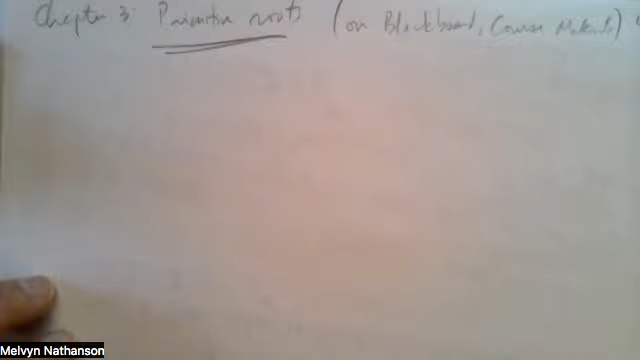 Chapter 3: Primitive roots (on Blackboard, Course Materials)
Melvyn Nathanson